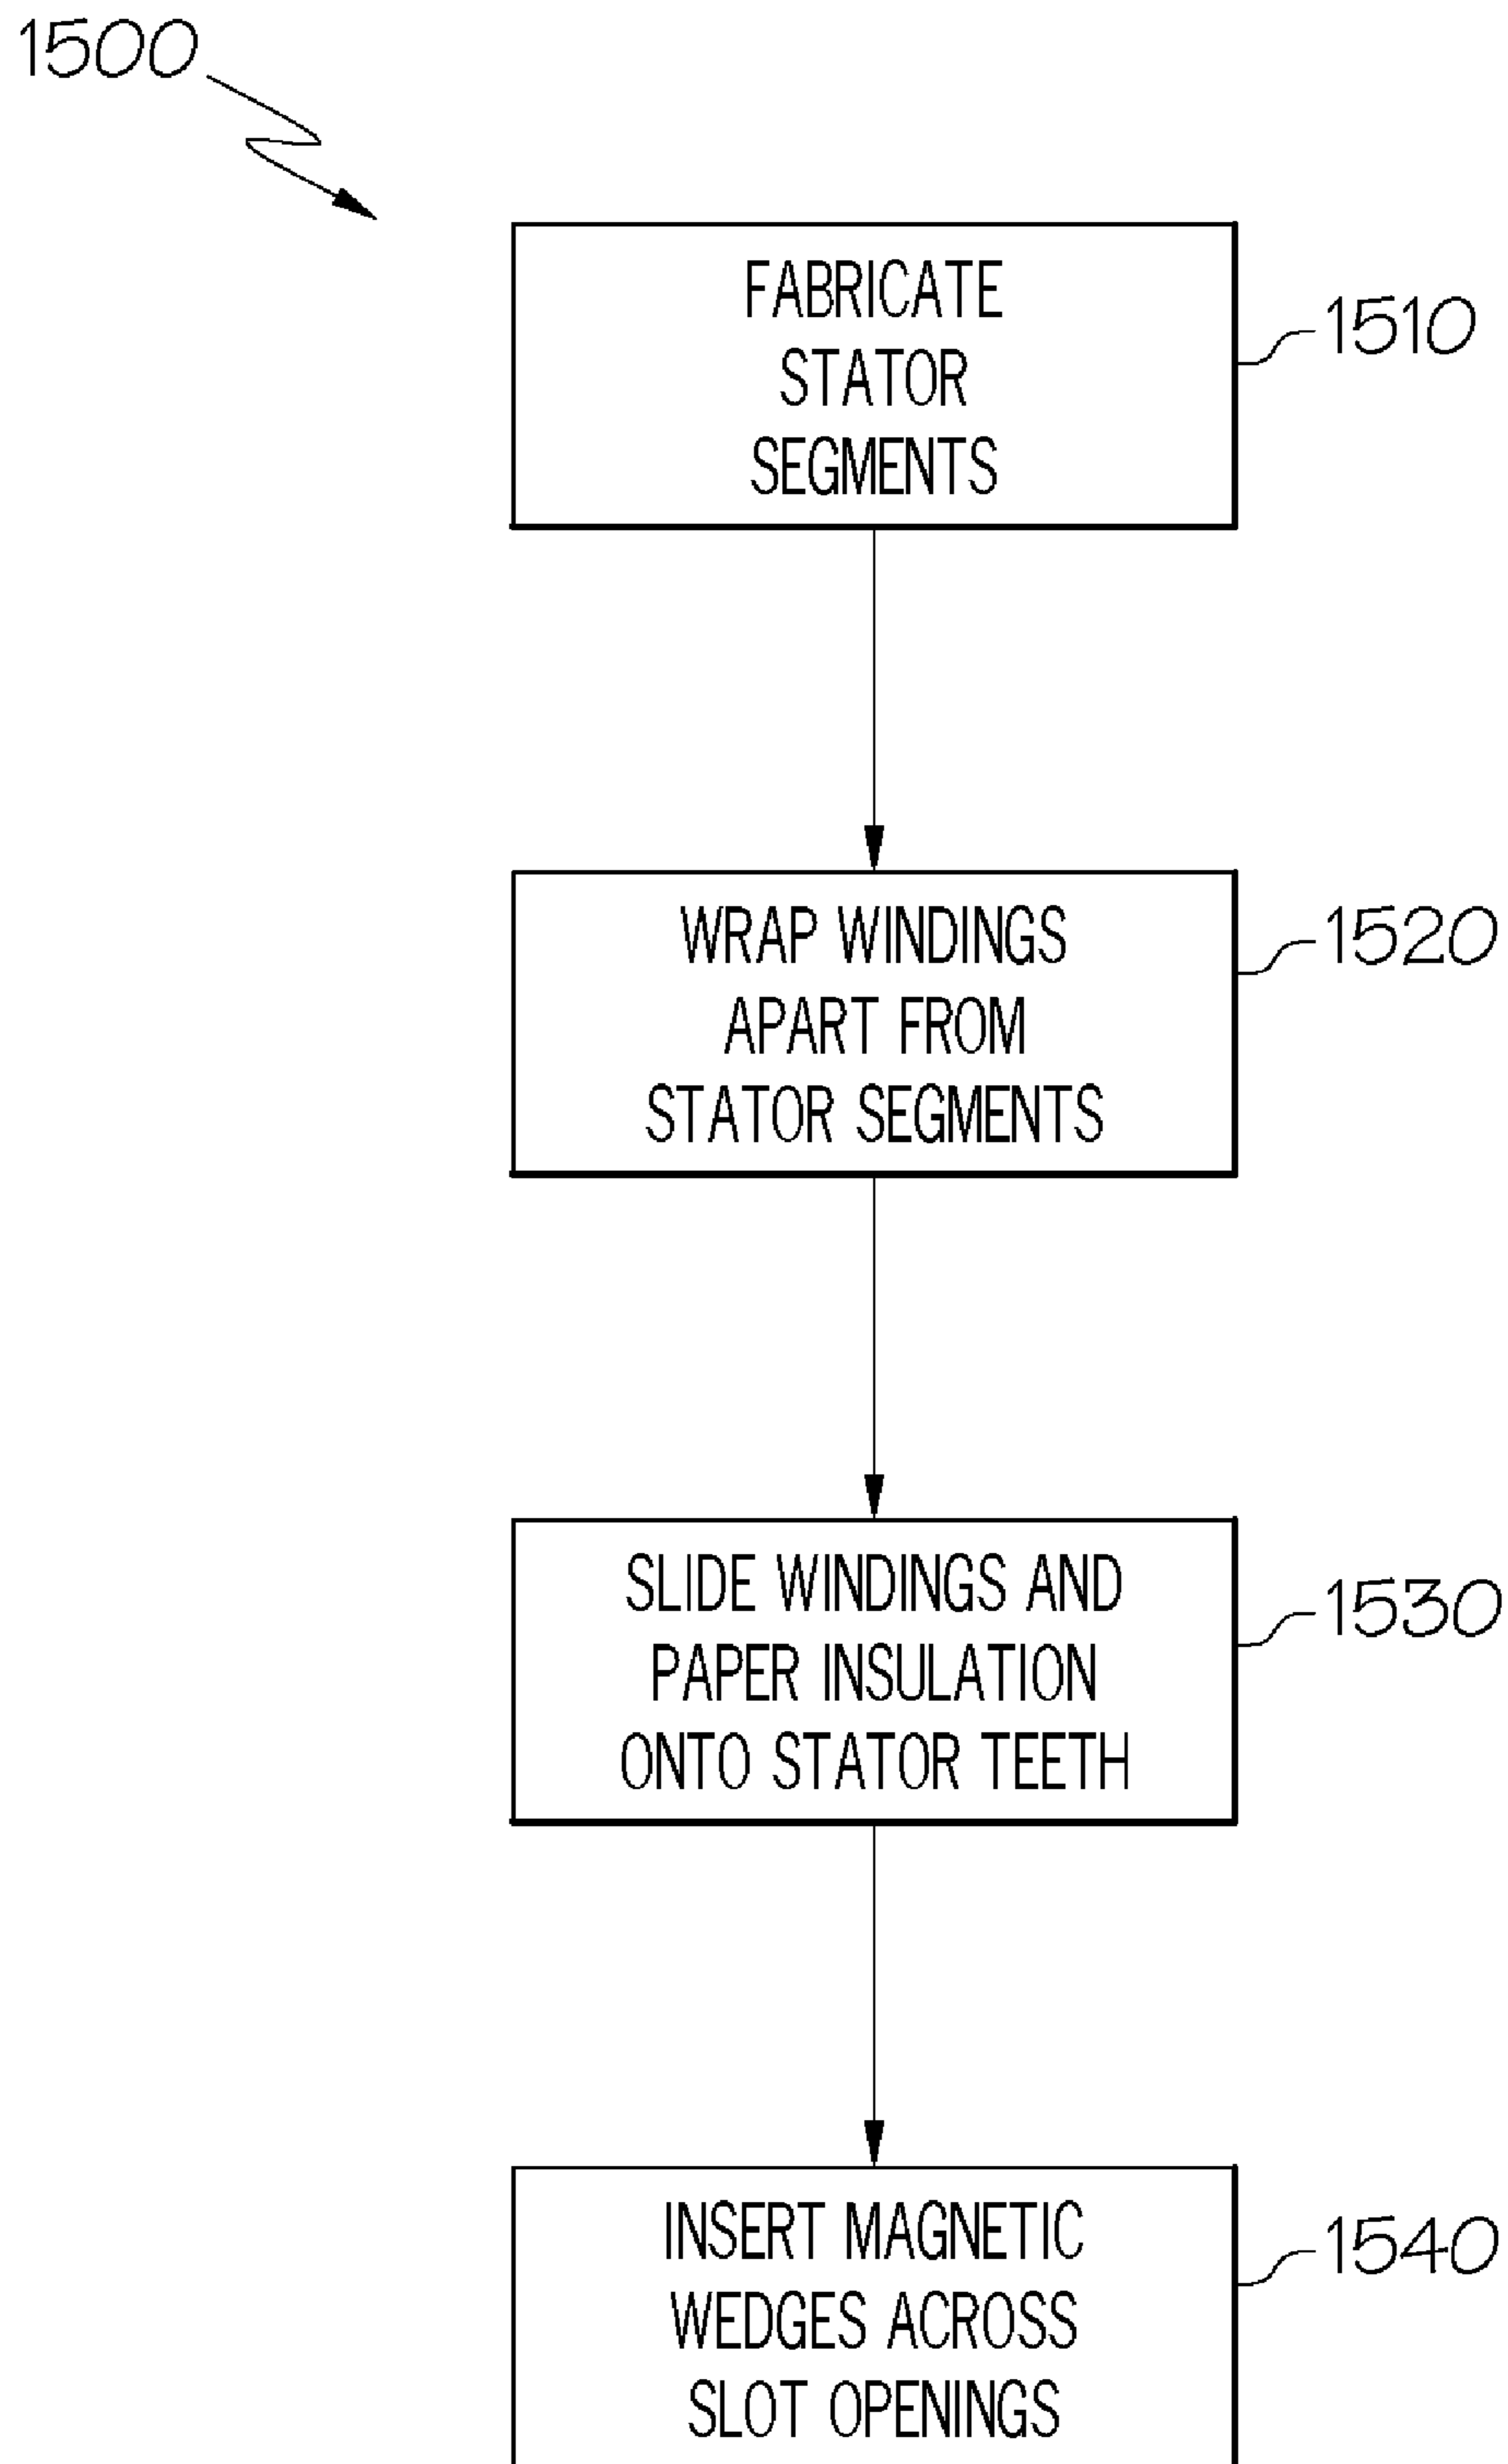 1500
FABRICATE
STATOR
SEGMENTS
1510
WRAP WINDINGS
APART FROM
STATOR SEGMENTS
1520
SLIDE WINDINGS AND
PAPER INSULATION
ONTO STATOR TEETH
1530
INSERT MAGNETIC
WEDGES ACROSS
SLOT OPENINGS
1540